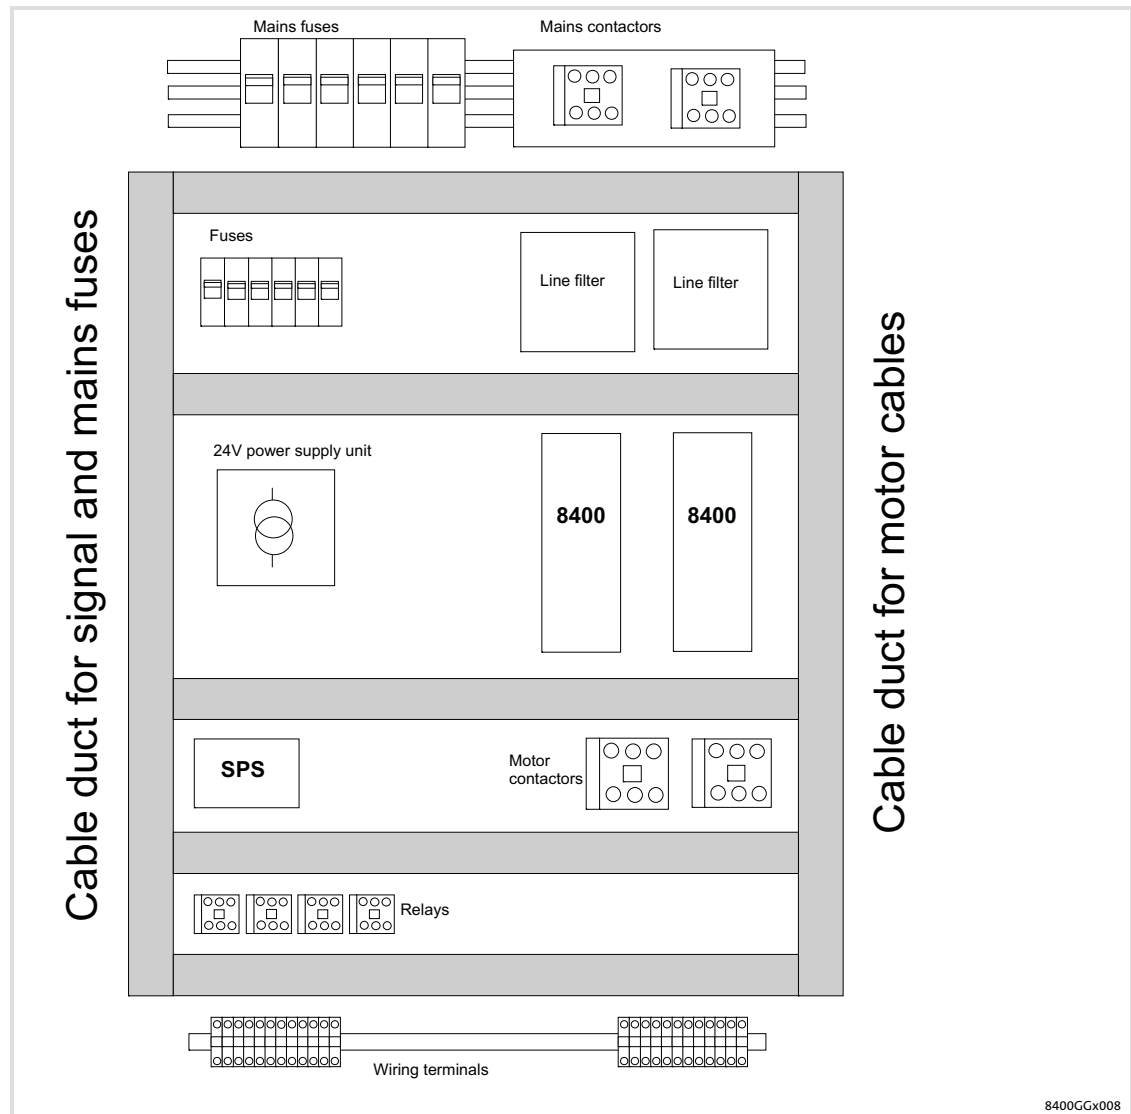 Mains fuses
Mains contactors
Cable duct for signal and mains fuses
Fuses
Line filter
Line filter
24V power supply unit
8400
8400
Cable duct for motor cables
SPS
Motor
contactors
Relays
Wiring terminals
8400GGx008